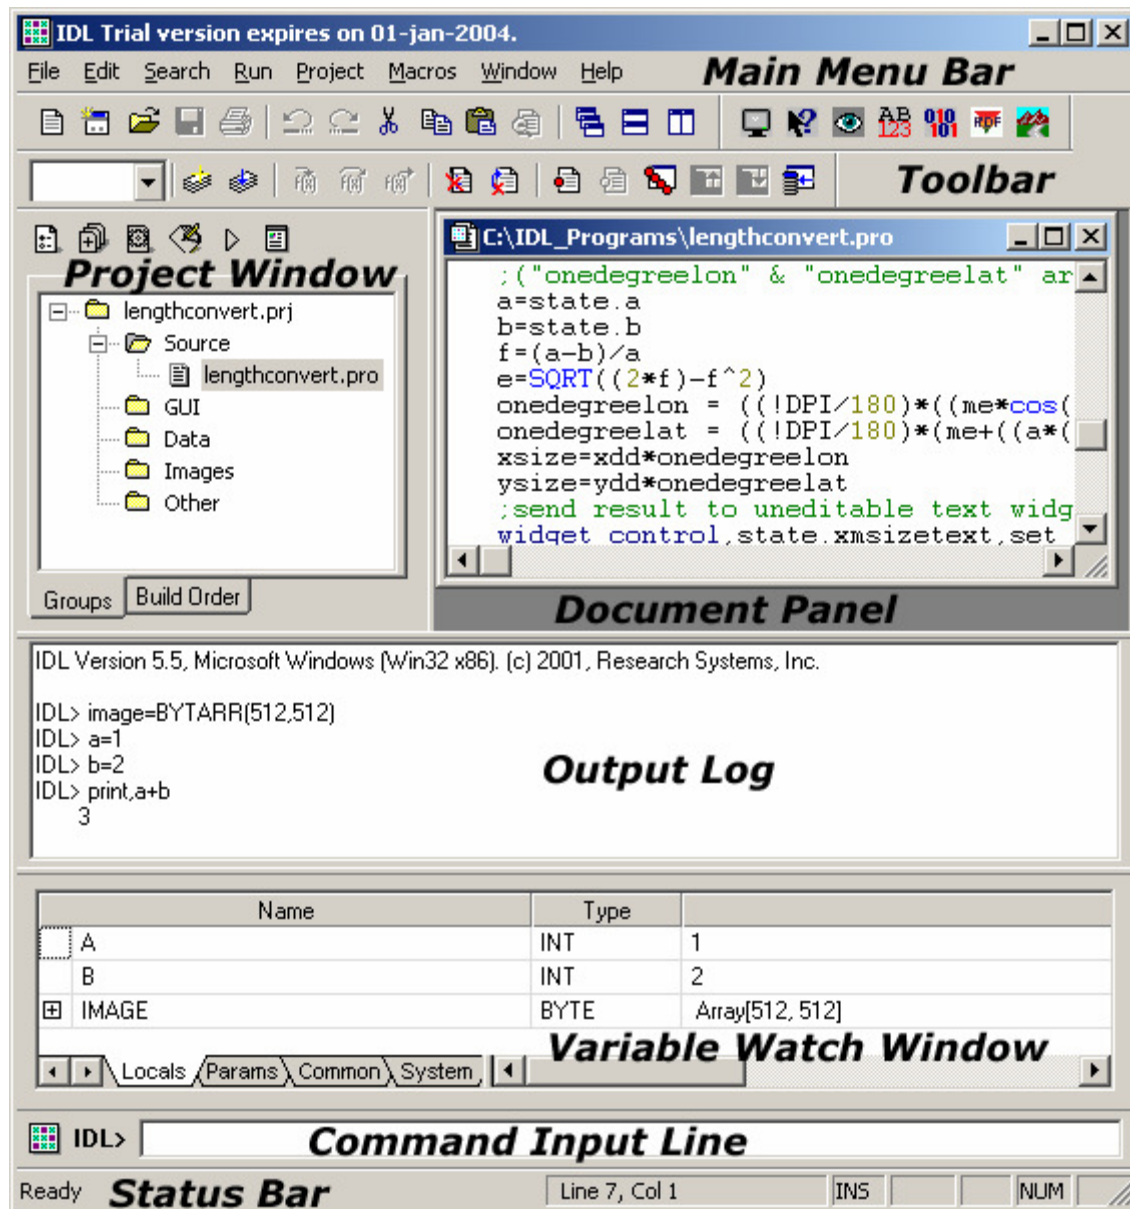 IDL Trial version expires on 01-jan-2004.
File Edit Search Run Project Macros Window Help Main Menu Bar
AB
123
010
101
Toolbar
Project Window
lengthconvert.prj
Source
lengthconvert.pro
GUI
Data
Images
Other
Groups Build Order
C:\IDL_Programs\lengthconvert.pro
;("onedegreelon" & "onedegreelat" ar
a=state.a
b=state.b
f=(a-b)/a
e=SQRT((2*f)-f^2)
onedegreelon = ((!DPI/180)*((me*cos(
onedegreelat = ((!DPI/180)*(me+((a*(
xsize=xdd*onedegreelon
ysize=ydd*onedegreelat
;send result to uneditable text widg
widget_control,state.xmsizetext,set_
Document Panel
IDL Version 5.5, Microsoft Windows (Win32 x86). (c) 2001, Research Systems, Inc.
IDL> image=BYTARR(512,512)
IDL> a=1
IDL> b=2
IDL> print,a+b
3
Output Log
Name Type
A INT 1
B INT 2
IMAGE BYTE Array[512, 512]
Variable Watch Window
Locals Params Common System
IDL> Command Input Line
Ready Status Bar Line 7, Col 1 INS NUM